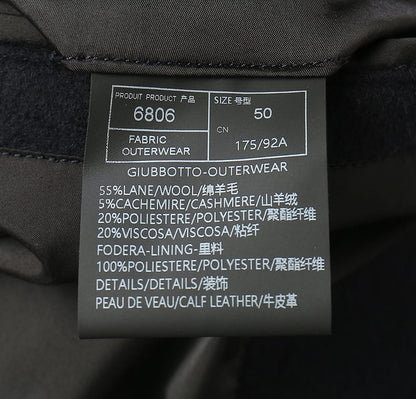 PRODUIT PRODUCT 产品
6806
FABRIC
OUTERWEAR
SIZE 号型
50
CN
175/92A
GIUBBOTTO-OUTERWEAR
55%LANE/WOOL/绵羊毛
5%CACHEMIRE/CASHEMERE/山羊绒
20%POLIESTERE/POLYESTER/聚酯纤维
20%VISCOSA/VISCOSA/粘纤
FODERA-LINING-里料
100%POLIESTERE/POLYESTER/聚酯纤维
DETAILS/DETAILS/装饰
PEAU DE VEAU/CALF LEATHER/牛皮革